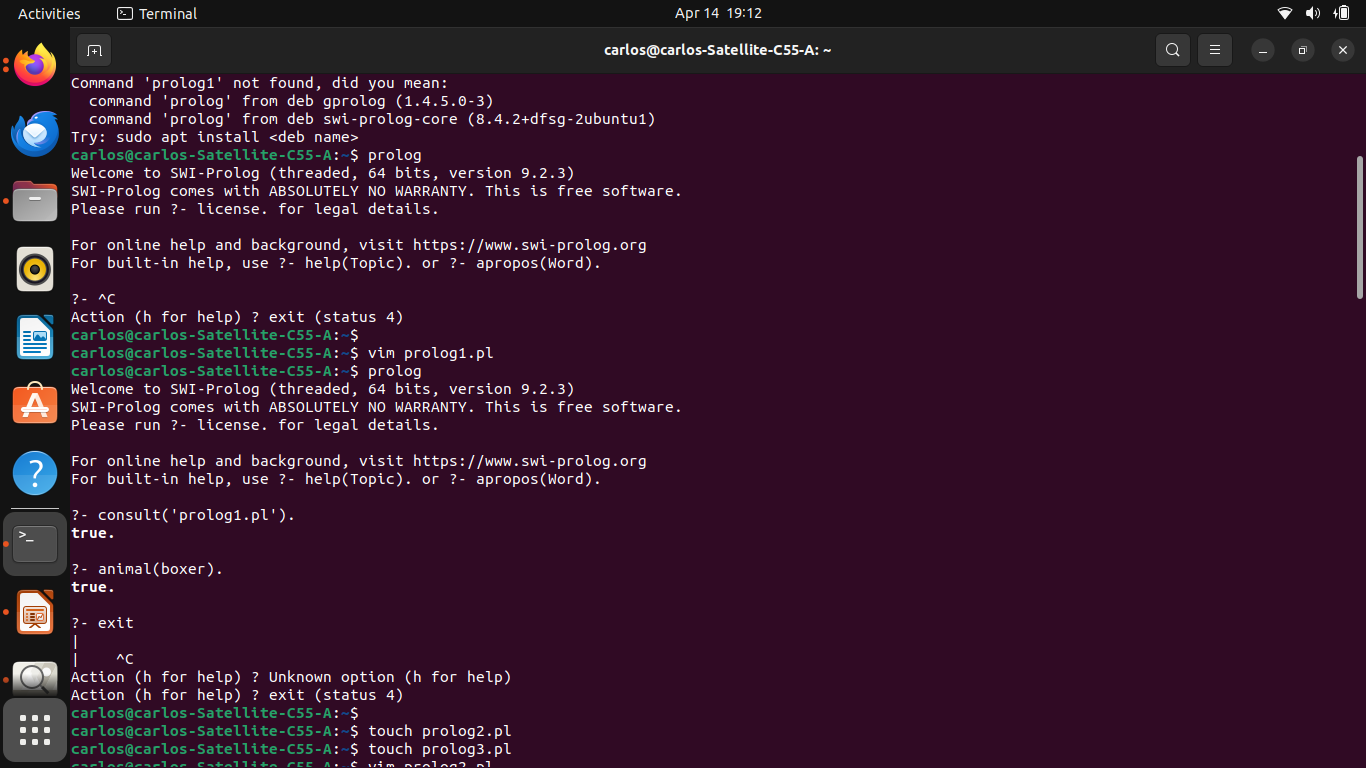 Activities
Terminal
Apr 14 19:12
carlos@carlos-Satellite-C55-A: ~
Command 'prolog1' not found, did you mean:
  command 'prolog' from deb gprolog (1.4.5.0-3)
  command 'prolog' from deb swi-prolog-core (8.4.2+dfsg-2ubuntu1)
Try: sudo apt install <deb name>
carlos@carlos-Satellite-C55-A:~$ prolog
Welcome to SWI-Prolog (threaded, 64 bits, version 9.2.3)
SWI-Prolog comes with ABSOLUTELY NO WARRANTY. This is free software.
Please run ?- license. for legal details.
For online help and background, visit https://www.swi-prolog.org
For built-in help, use ?- help(Topic). or ?- apropos(Word).
?- ^C
Action (h for help) ? exit (status 4)
carlos@carlos-Satellite-C55-A:~$
carlos@carlos-Satellite-C55-A:~$ vim prolog1.pl
carlos@carlos-Satellite-C55-A:~$ prolog
Welcome to SWI-Prolog (threaded, 64 bits, version 9.2.3)
SWI-Prolog comes with ABSOLUTELY NO WARRANTY. This is free software.
Please run ?- license. for legal details.
For online help and background, visit https://www.swi-prolog.org
For built-in help, use ?- help(Topic). or ?- apropos(Word).
?- consult('prolog1.pl').
true.
?- animal(boxer).
true.
?- exit
|
|    ^C
Action (h for help) ? Unknown option (h for help)
Action (h for help) ? exit (status 4)
carlos@carlos-Satellite-C55-A:~$
carlos@carlos-Satellite-C55-A:~$ touch prolog2.pl
carlos@carlos-Satellite-C55-A:~$ touch prolog3.pl
carlos@carlos-Satellite-C55-A:~$ vim